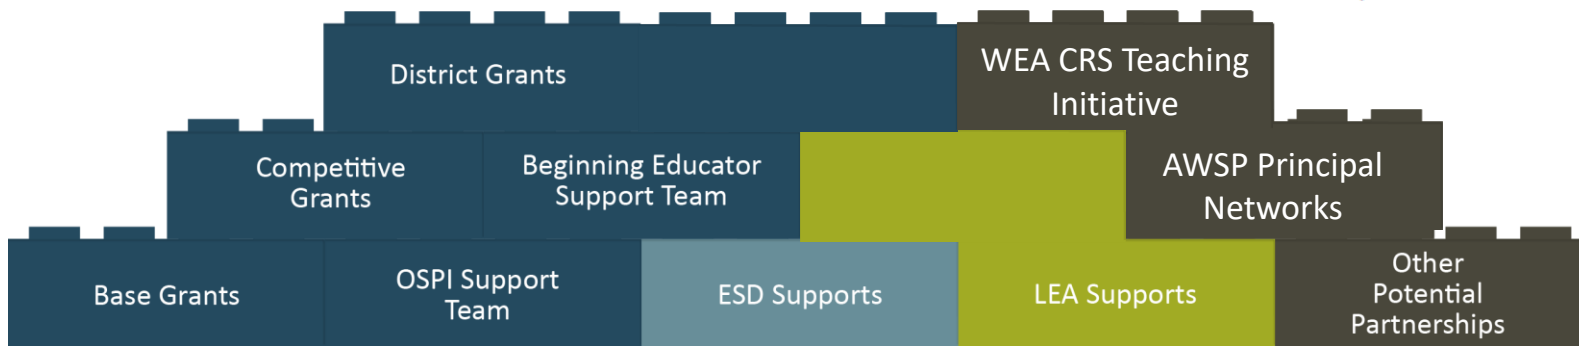 District Grants
WEA CRS Teaching
Initiative
Competitive
Grants
Beginning Educator
Support Team
AWSP Principal
Networks
Base Grants
OSPI Support
Team
ESD Supports
LEA Supports
Other
Potential
Partnerships